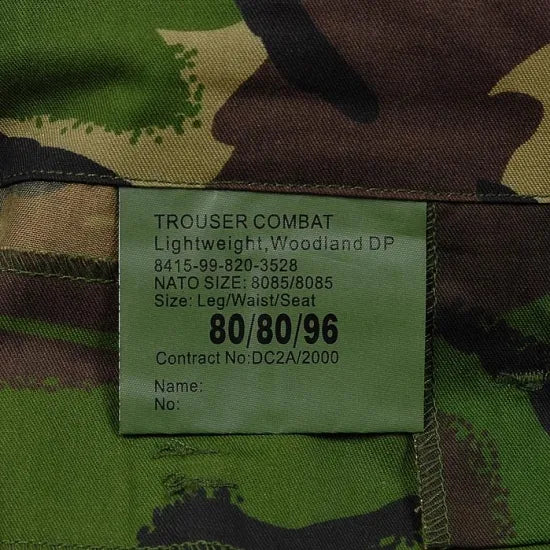 TROUSER COMBAT
Lightweight,Woodland DP
8415-99-820-3528
NATO SIZE: 8085/8085
Size: Leg/Waist/Seat
80/80/96
Contract No:DC2A/2000
Name:
No: